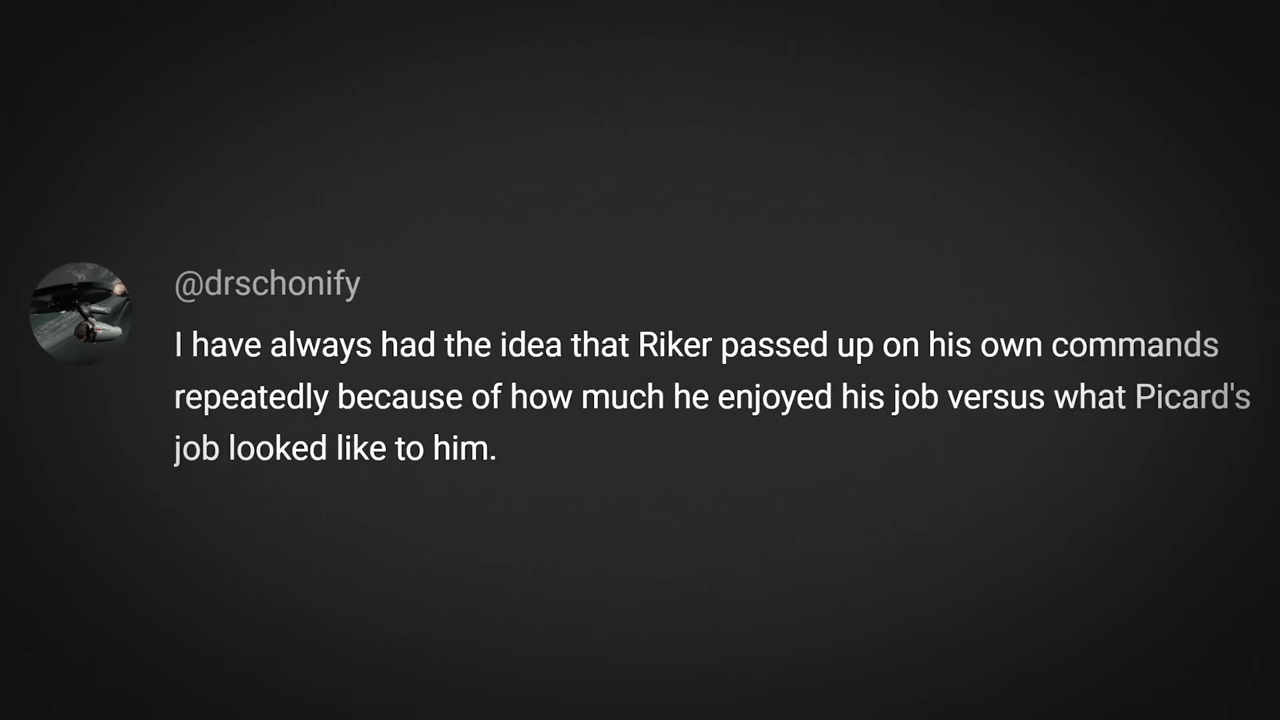 @drschonify
I have always had the idea that Riker passed up on his own commands
repeatedly because of how much he enjoyed his job versus what Picard's
job looked like to him.